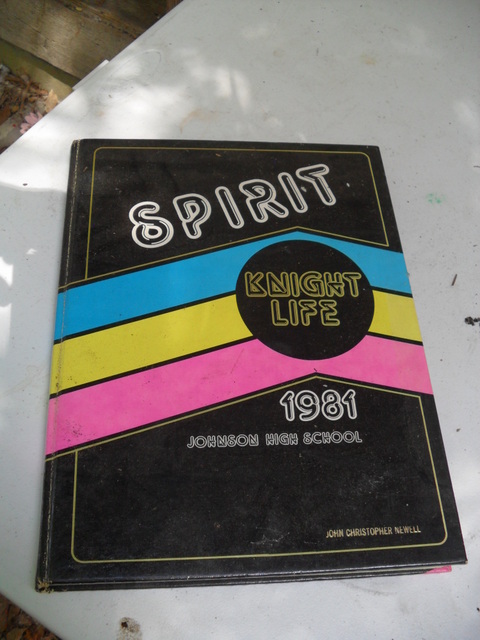 SPIRIT
KNIGHT
LIFE
1981
JOHNSON HIGH SCHOOL
JOHN CHRISTOPHER NEWELL